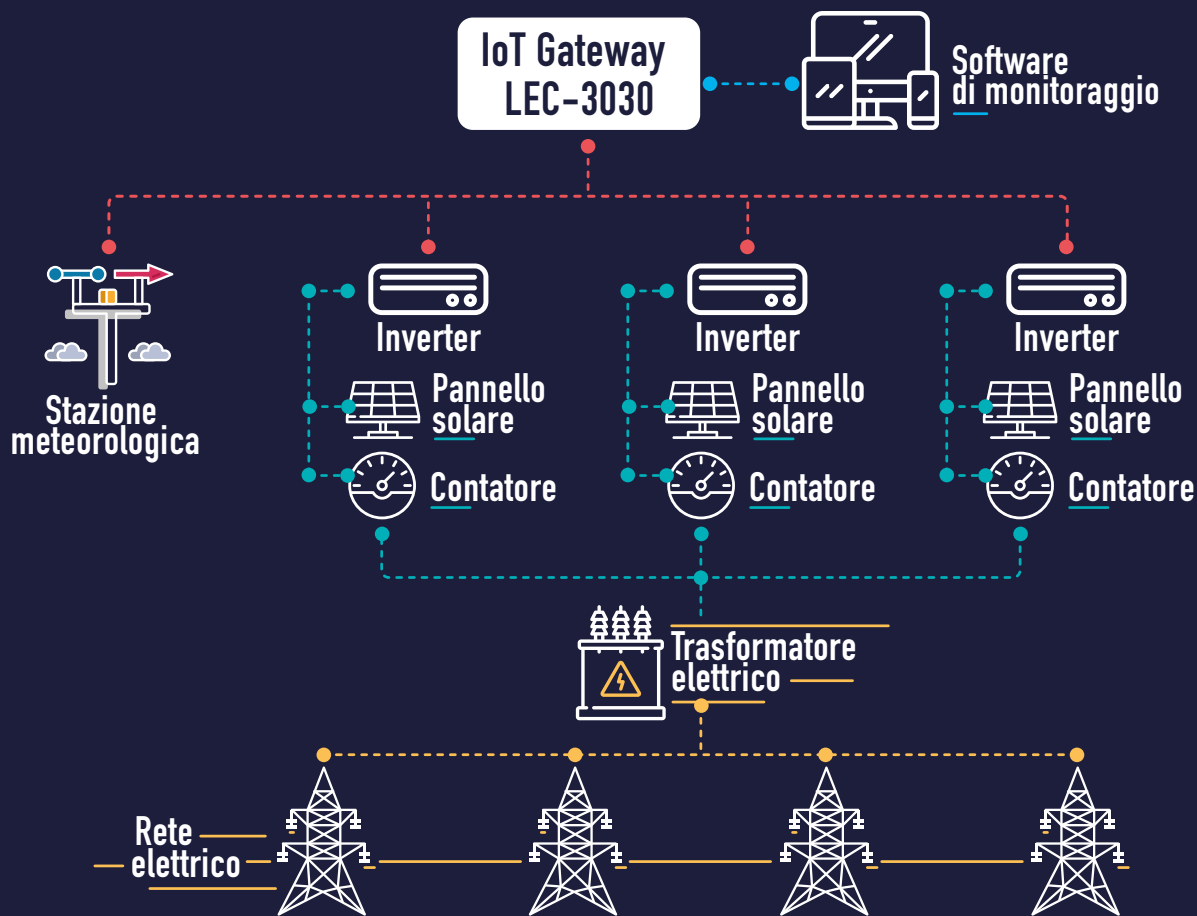 IoT Gateway
LEC-3030
Software
di monitoraggio
Stazione
meteorologica
Inverter
Pannello
solare
Contatore
Inverter
Pannello
solare
Contatore
Inverter
Pannello
solare
Contatore
Trasformatore
elettrico
Rete
elettrico